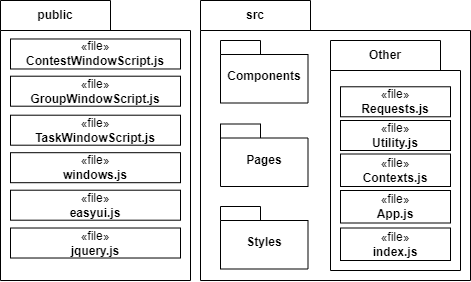 public
«file»
ContestWindowScript.js
«file»
GroupWindowScript.js
«file»
TaskWindowScript.js
«file»
windows.js
«file»
easyui.js
«file»
jquery.js
src
Components
Pages
Styles
Other
«file»
Requests.js
«file»
Utility.js
«file»
Contexts.js
«file»
App.js
«file»
index.js